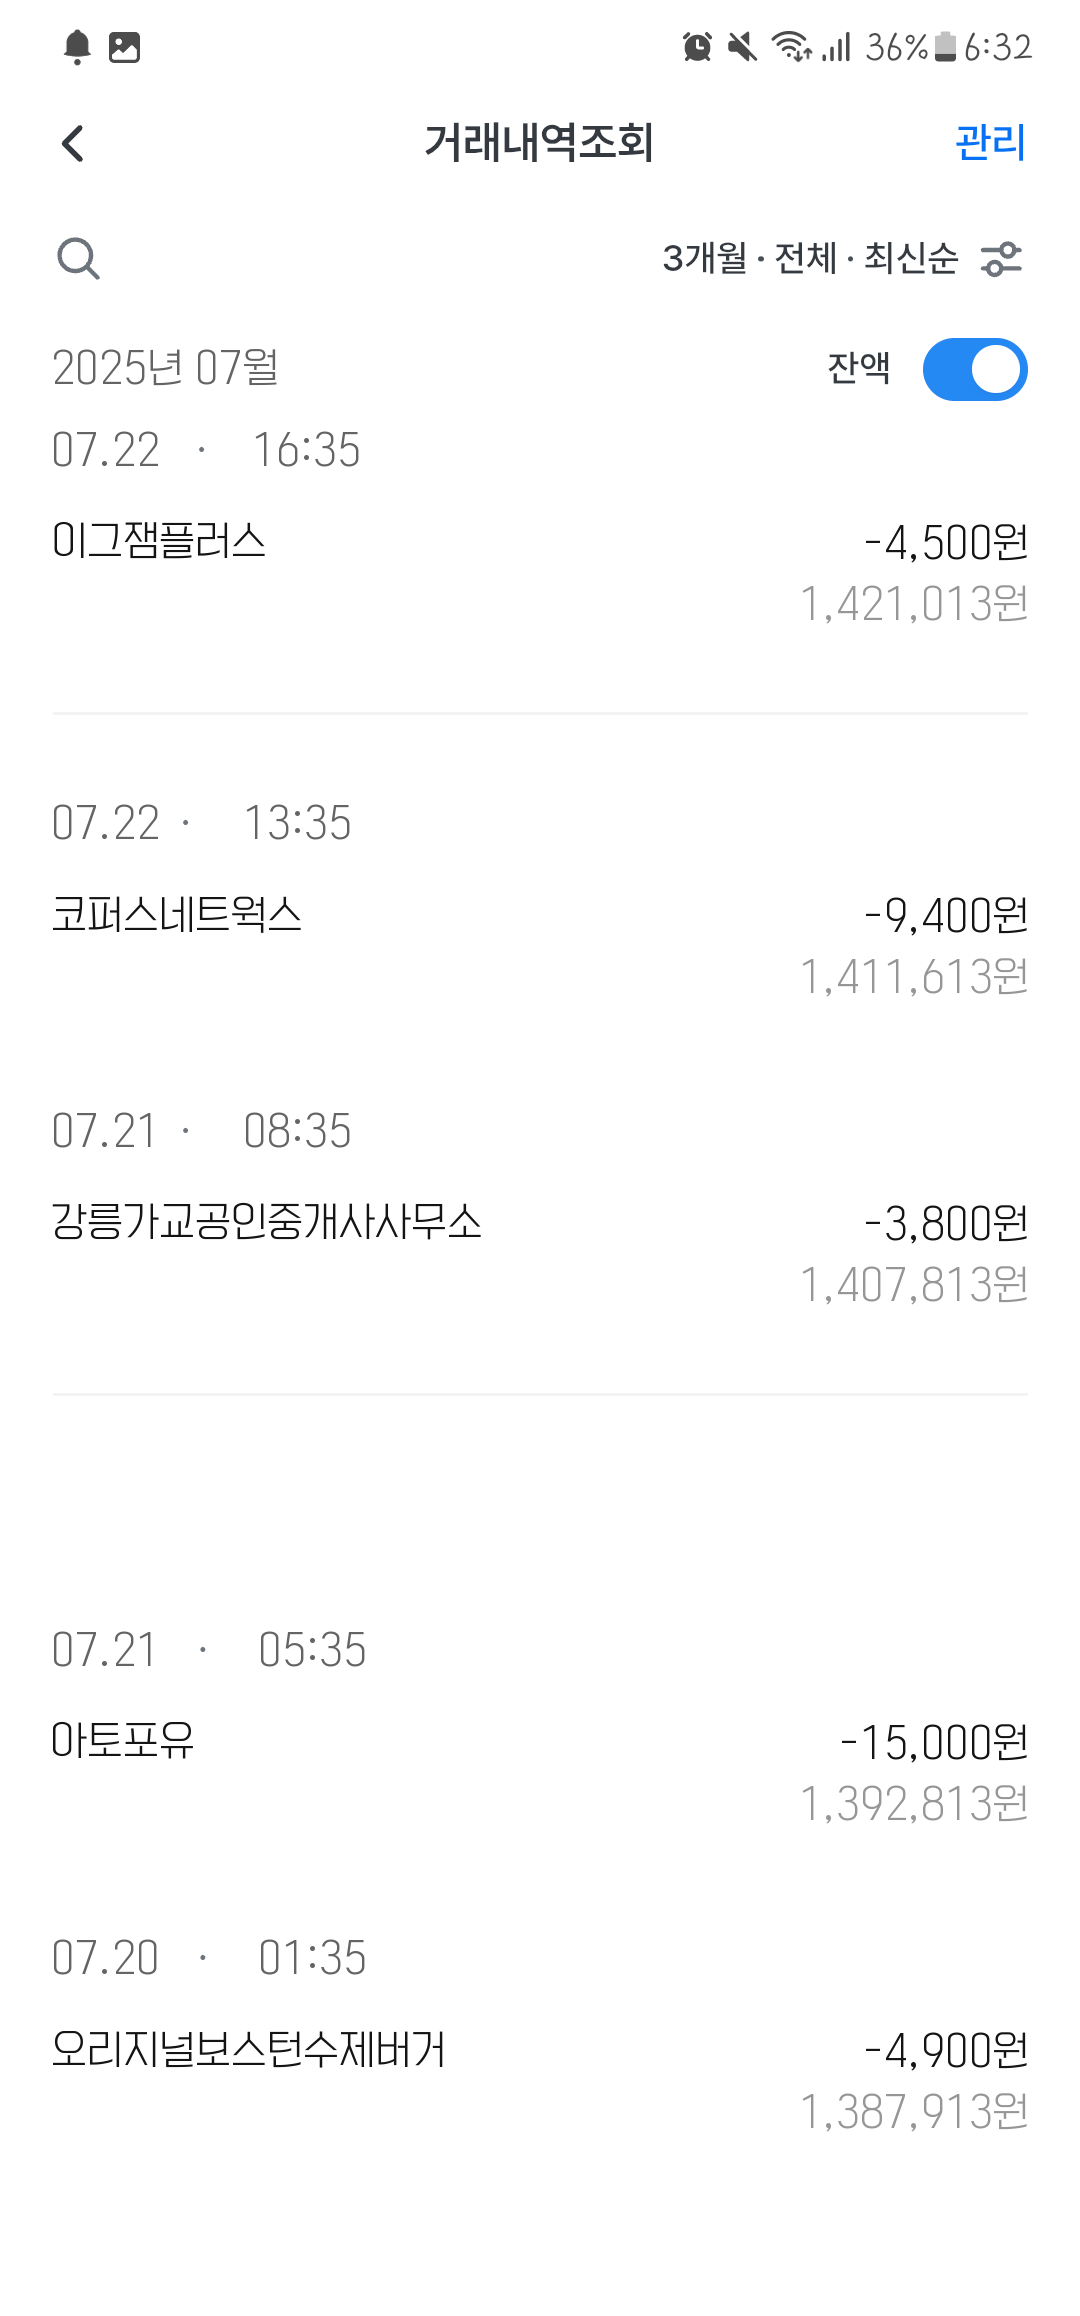 36% 6:32
거래내역조회 관리
3개월 · 전체 · 최신순
2025년 07월 잔액
07.22 · 16:35
이그잼플러스 -4,500원
1,421,013원
07.22 · 13:35
코퍼스네트웍스 -9,400원
1,411,613원
07.21 · 08:35
강릉가교공인중개사사무소 -3,800원
1,407,813원
07.21 · 05:35
아토포유 -15,000원
1,392,813원
07.20 · 01:35
오리지널보스턴수제버거 -4,900원
1,387,913원